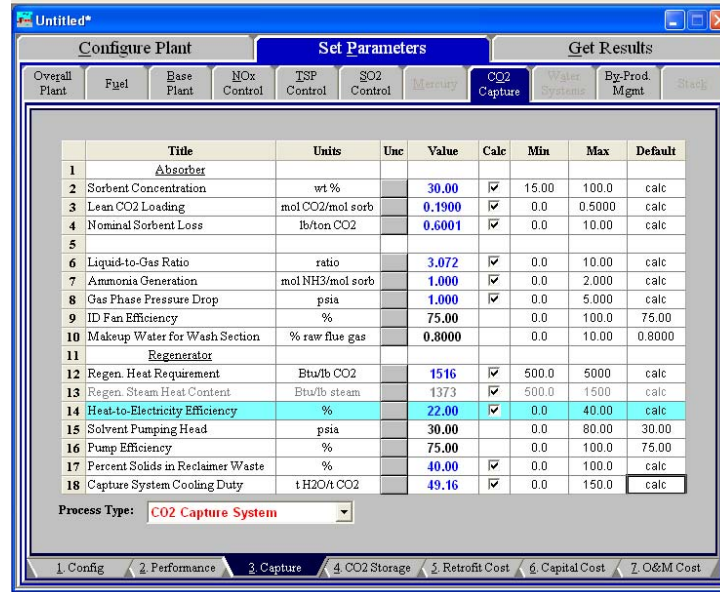 Untitled*
Configure Plant Set Parameters Get Results
Overall Plant Fuel Base Plant NOx Control TSP Control SO2 Control Mercury CO2 Capture Water Systems By-Prod. Mgmt Stack
Title Units Unc Value Calc Min Max Default
1 Absorber
2 Sorbent Concentration wt % 30.00 15.00 100.0 calc
3 Lean CO2 Loading mol CO2/mol sorb 0.1900 0.0 0.5000 calc
4 Nominal Sorbent Loss lb/ton CO2 0.6001 0.0 10.00 calc
5
6 Liquid-to-Gas Ratio ratio 3.072 0.0 10.00 calc
7 Ammonia Generation mol NH3/mol sorb 1.000 0.0 2.000 calc
8 Gas Phase Pressure Drop psia 1.000 0.0 5.000 calc
9 ID Fan Efficiency % 75.00 0.0 100.0 75.00
10 Makeup Water for Wash Section % raw flue gas 0.8000 0.0 10.00 0.8000
11 Regenerator
12 Regen. Heat Requirement Btu/lb CO2 1516 500.0 5000 calc
13 Regen. Steam Heat Content Btu/lb steam 1373 500.0 1500 calc
14 Heat-to-Electricity Efficiency % 22.00 0.0 40.00 calc
15 Solvent Pumping Head psia 30.00 0.0 80.00 30.00
16 Pump Efficiency % 75.00 0.0 100.0 75.00
17 Percent Solids in Reclaimer Waste % 40.00 0.0 100.0 calc
18 Capture System Cooling Duty t H2O/t CO2 49.16 0.0 150.0 calc
Process Type: CO2 Capture System
1. Config 2. Performance 3. Capture 4. CO2 Storage 5. Retrofit Cost 6. Capital Cost 7. O&M Cost